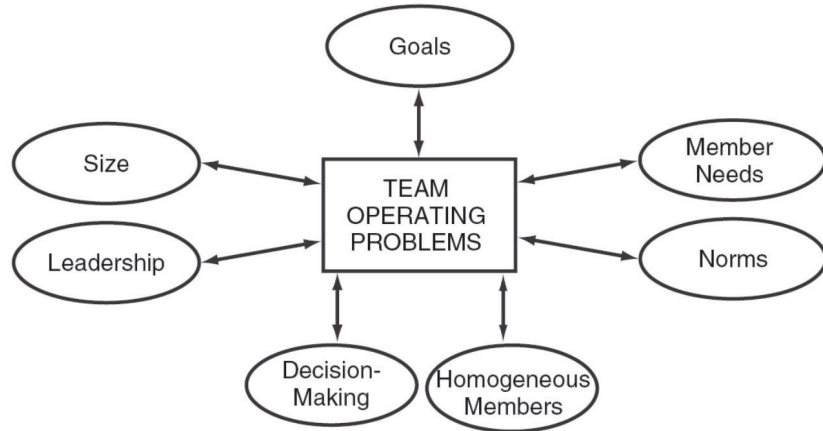 Goals
Size
Member
Needs
TEAM
OPERATING
PROBLEMS
Leadership
Norms
Decision-
Making
Homogeneous
Members